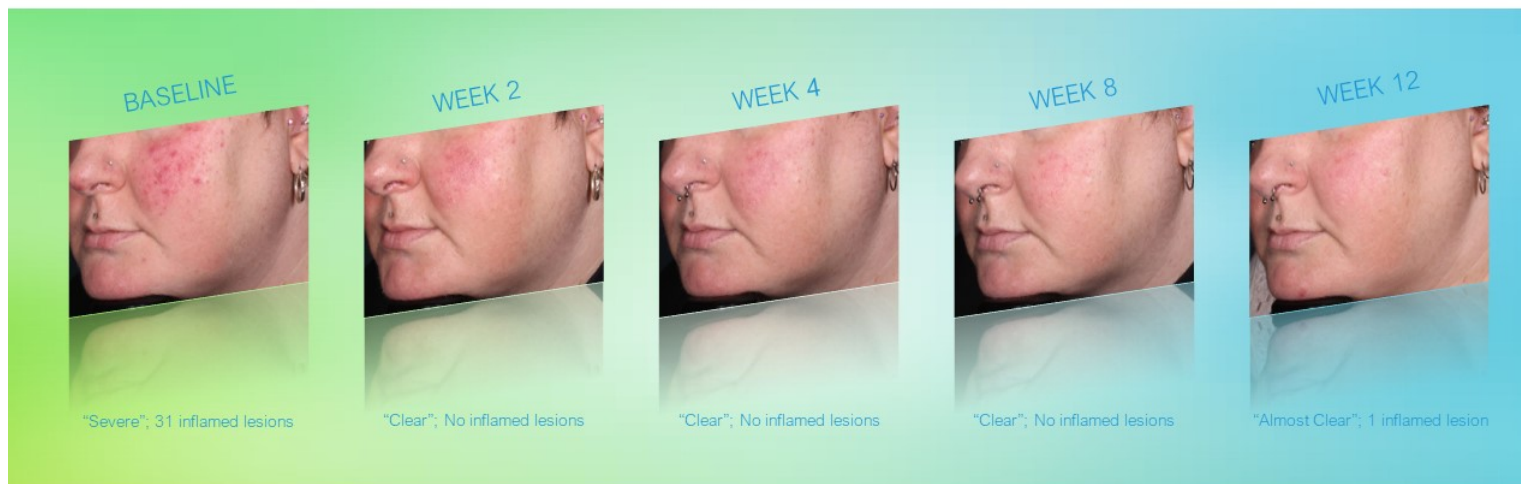 BASELINE
WEEK 2
WEEK 4
WEEK 8
WEEK 12
“Severe”; 31 inflamed lesions
“Clear”; No inflamed lesions
“Clear”; No inflamed lesions
“Clear”; No inflamed lesions
“Almost Clear”; 1 inflamed lesion